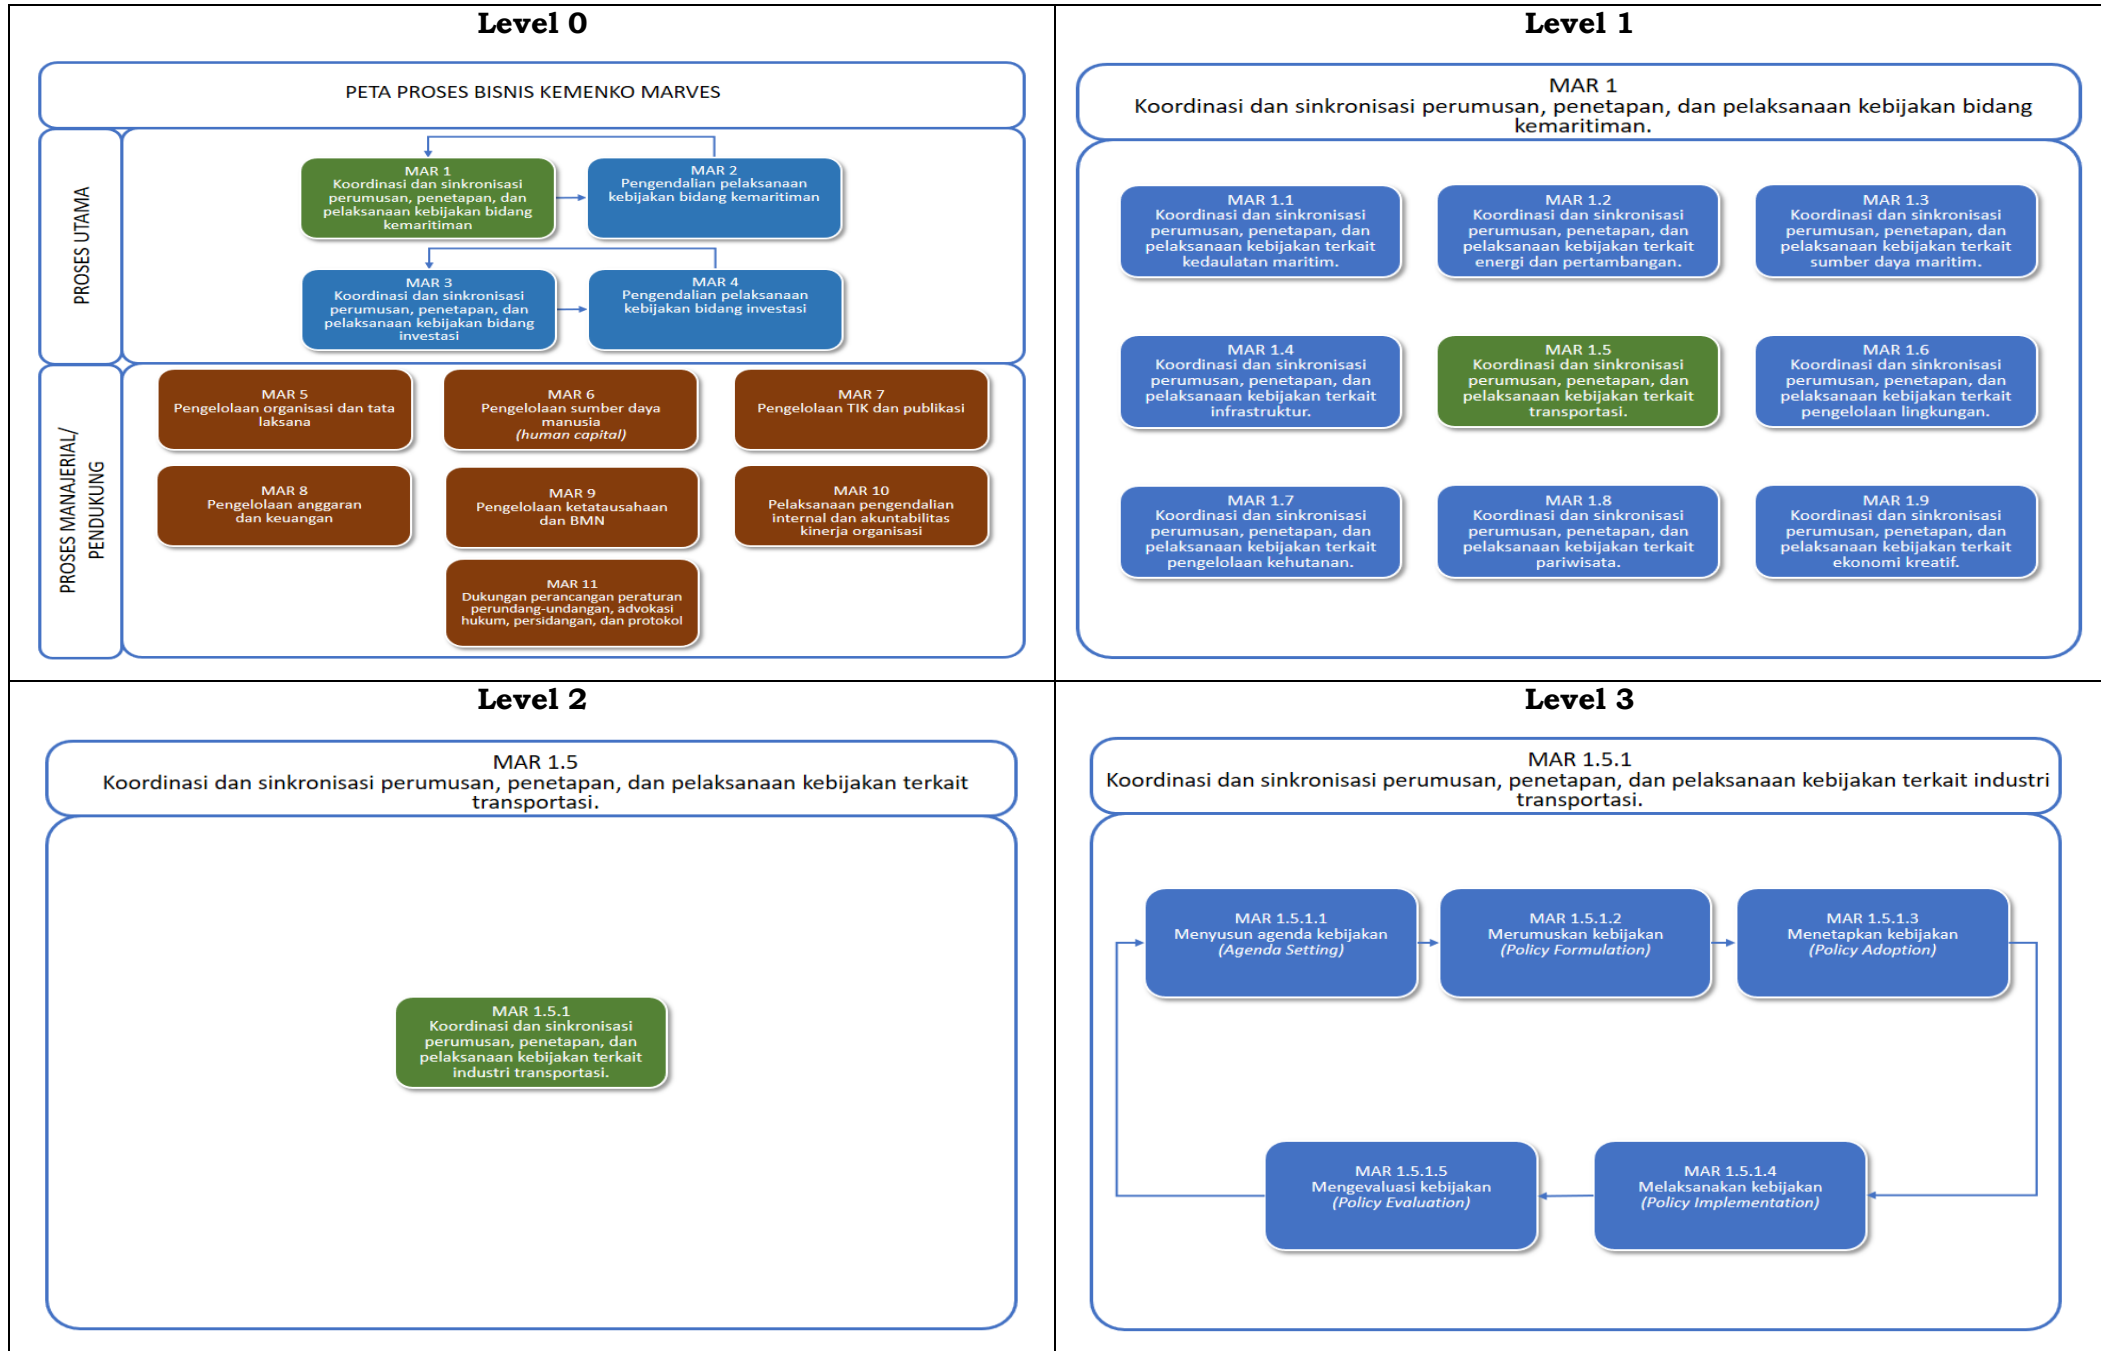 Level 0
PETA PROSES BISNIS KEMENKO MARVES
PROSES UTAMA
MAR 1
Koordinasi dan sinkronisasi
perumusan, penetapan, dan
pelaksanaan kebijakan bidang
kemaritiman
MAR 2
Pengendalian pelaksanaan
kebijakan bidang kemaritiman
MAR 3
Koordinasi dan sinkronisasi
perumusan, penetapan, dan
pelaksanaan kebijakan bidang
investasi
MAR 4
Pengendalian pelaksanaan
kebijakan bidang investasi
PROSES MANAJERIAL/
PENDUKUNG
MAR 5
Pengelolaan organisasi dan tata
laksana
MAR 6
Pengelolaan sumber daya
manusia
(human capital)
MAR 7
Pengelolaan TIK dan publikasi
MAR 8
Pengelolaan anggaran
dan keuangan
MAR 9
Pengelolaan ketatausahaan
dan BMN
MAR 10
Pelaksanaan pengendalian
internal dan akuntabilitas
kinerja organisasi
MAR 11
Dukungan perancangan peraturan
perundang-undangan, advokasi
hukum, persidangan, dan protokol
Level 1
MAR 1
Koordinasi dan sinkronisasi perumusan, penetapan, dan pelaksanaan kebijakan bidang
kemaritiman.
MAR 1.1
Koordinasi dan sinkronisasi
perumusan, penetapan, dan
pelaksanaan kebijakan terkait
kedaulatan maritim.
MAR 1.2
Koordinasi dan sinkronisasi
perumusan, penetapan, dan
pelaksanaan kebijakan terkait
energi dan pertambangan.
MAR 1.3
Koordinasi dan sinkronisasi
perumusan, penetapan, dan
pelaksanaan kebijakan terkait
sumber daya maritim.
MAR 1.4
Koordinasi dan sinkronisasi
perumusan, penetapan, dan
pelaksanaan kebijakan terkait
infrastruktur.
MAR 1.5
Koordinasi dan sinkronisasi
perumusan, penetapan, dan
pelaksanaan kebijakan terkait
transportasi.
MAR 1.6
Koordinasi dan sinkronisasi
perumusan, penetapan, dan
pelaksanaan kebijakan terkait
pengelolaan lingkungan.
MAR 1.7
Koordinasi dan sinkronisasi
perumusan, penetapan, dan
pelaksanaan kebijakan terkait
pengelolaan kehutanan.
MAR 1.8
Koordinasi dan sinkronisasi
perumusan, penetapan, dan
pelaksanaan kebijakan terkait
pariwisata.
MAR 1.9
Koordinasi dan sinkronisasi
perumusan, penetapan, dan
pelaksanaan kebijakan terkait
ekonomi kreatif.
Level 2
MAR 1.5
Koordinasi dan sinkronisasi perumusan, penetapan, dan pelaksanaan kebijakan terkait
transportasi.
MAR 1.5.1
Koordinasi dan sinkronisasi
perumusan, penetapan, dan
pelaksanaan kebijakan terkait
industri transportasi.
Level 3
MAR 1.5.1
Koordinasi dan sinkronisasi perumusan, penetapan, dan pelaksanaan kebijakan terkait industri
transportasi.
MAR 1.5.1.1
Menyusun agenda kebijakan
(Agenda Setting)
MAR 1.5.1.2
Merumuskan kebijakan
(Policy Formulation)
MAR 1.5.1.3
Menetapkan kebijakan
(Policy Adoption)
MAR 1.5.1.5
Mengevaluasi kebijakan
(Policy Evaluation)
MAR 1.5.1.4
Melaksanakan kebijakan
(Policy Implementation)